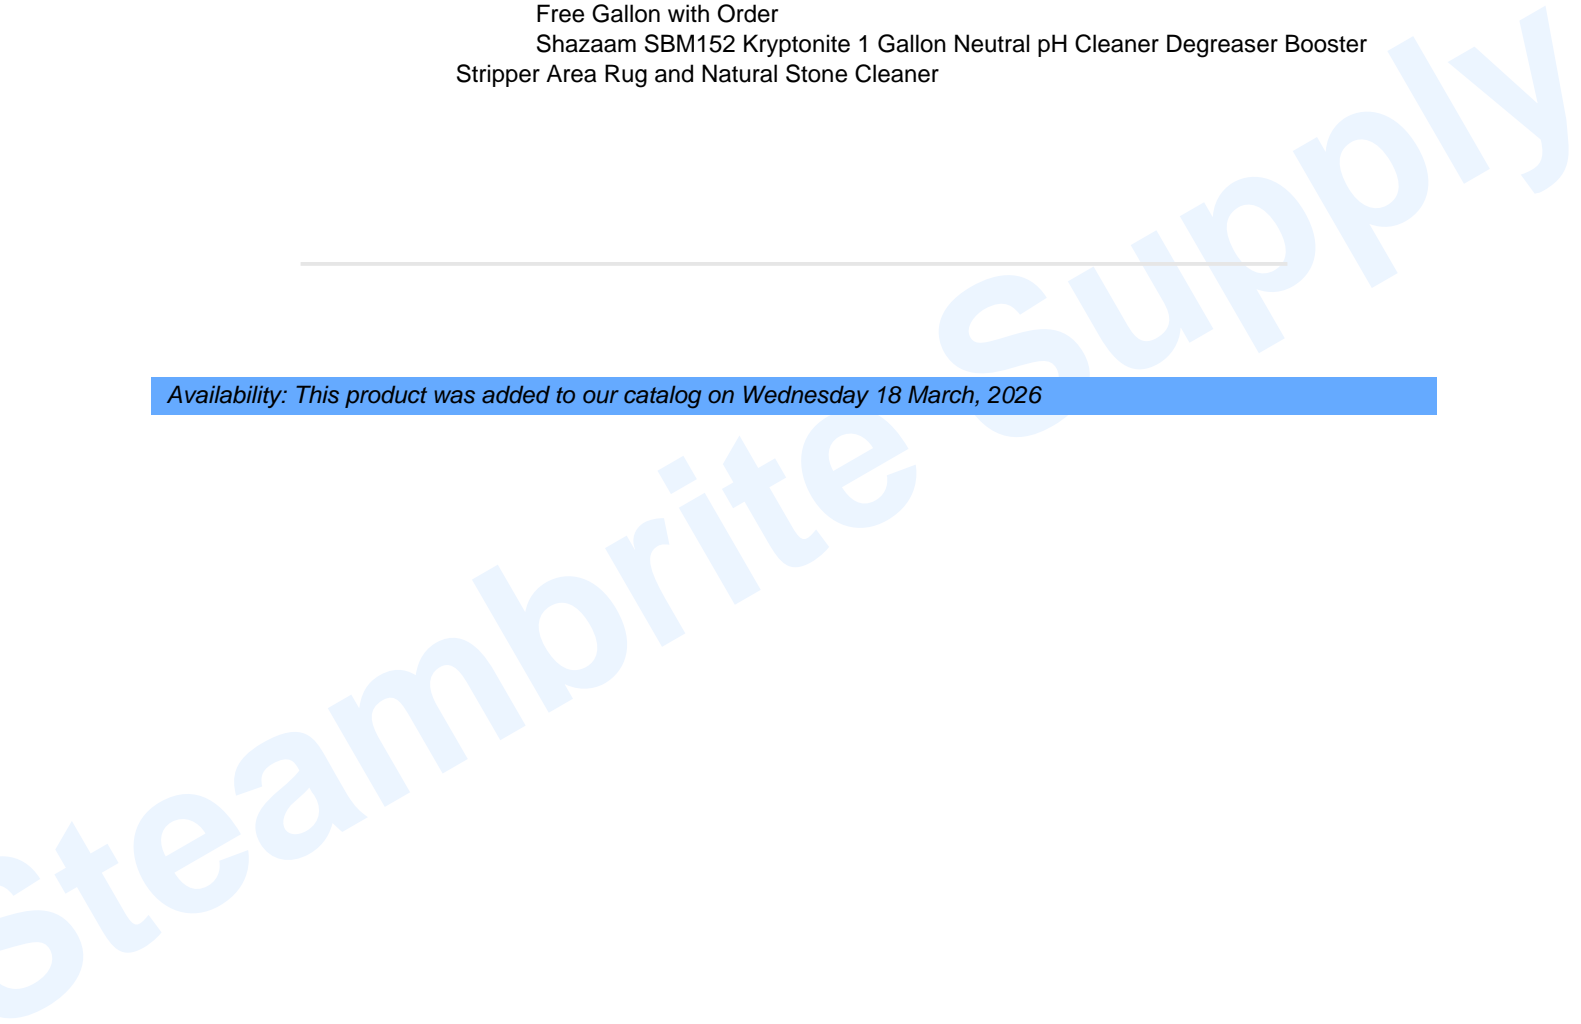 Free Gallon with Order
Shazaam SBM152 Kryptonite 1 Gallon Neutral pH Cleaner Degreaser Booster
Stripper Area Rug and Natural Stone Cleaner
Availability: This product was added to our catalog on Wednesday 18 March, 2026
Steambrite Supply